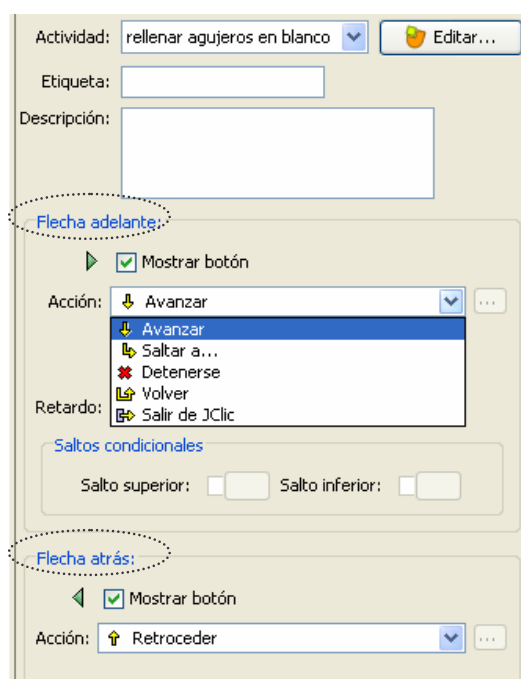 Actividad: rellenar agujeros en blanco Editar...
Etiqueta:
Descripción:
Flecha adelante:
Mostrar botón
Acción: Avanzar ...
Avanzar
Saltar a...
Detenerse
Volver
Retardo: Salir de JClic
Saltos condicionales
Salto superior: Salto inferior:
Flecha atrás:
Mostrar botón
Acción: Retroceder ...